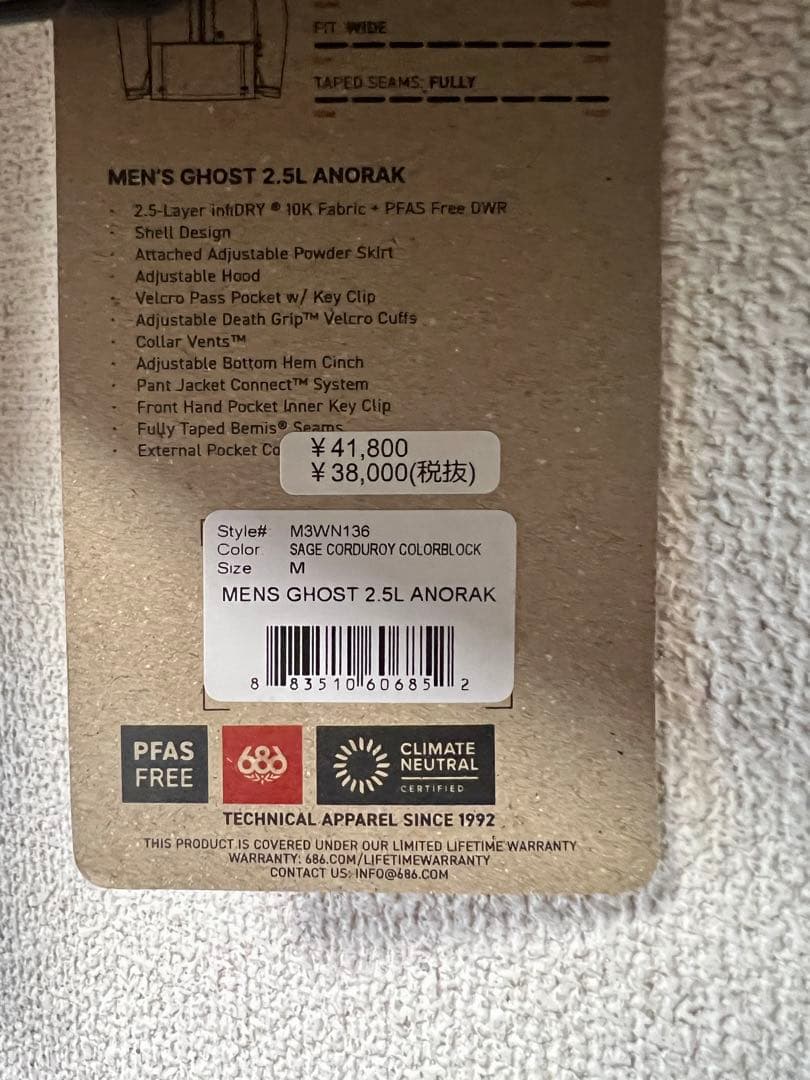 FIT WIDE
TAPED SEAMS: FULLY
MEN'S GHOST 2.5L ANORAK
· 2.5-Layer infiDRY ® 10K Fabric + PFAS Free DWR
· Shell Design
· Attached Adjustable Powder Skirt
· Adjustable Hood
· Velcro Pass Pocket w/ Key Clip
· Adjustable Death Grip™ Velcro Cuffs
· Collar Vents™
· Adjustable Bottom Hem Cinch
· Pant Jacket Connect™ System
· Front Hand Pocket Inner Key Clip
· Fully Taped Bemis® Seams
· External Pocket Co
¥41,800
¥38,000(税抜)
Style# M3WN136
Color SAGE CORDUROY COLORBLOCK
Size M
MENS GHOST 2.5L ANORAK
8 83510 60685 2
PFAS FREE
686
CLIMATE NEUTRAL
CERTIFIED
TECHNICAL APPAREL SINCE 1992
THIS PRODUCT IS COVERED UNDER OUR LIMITED LIFETIME WARRANTY
WARRANTY: 686.COM/LIFETIMEWARRANTY
CONTACT US: INFO@686.COM